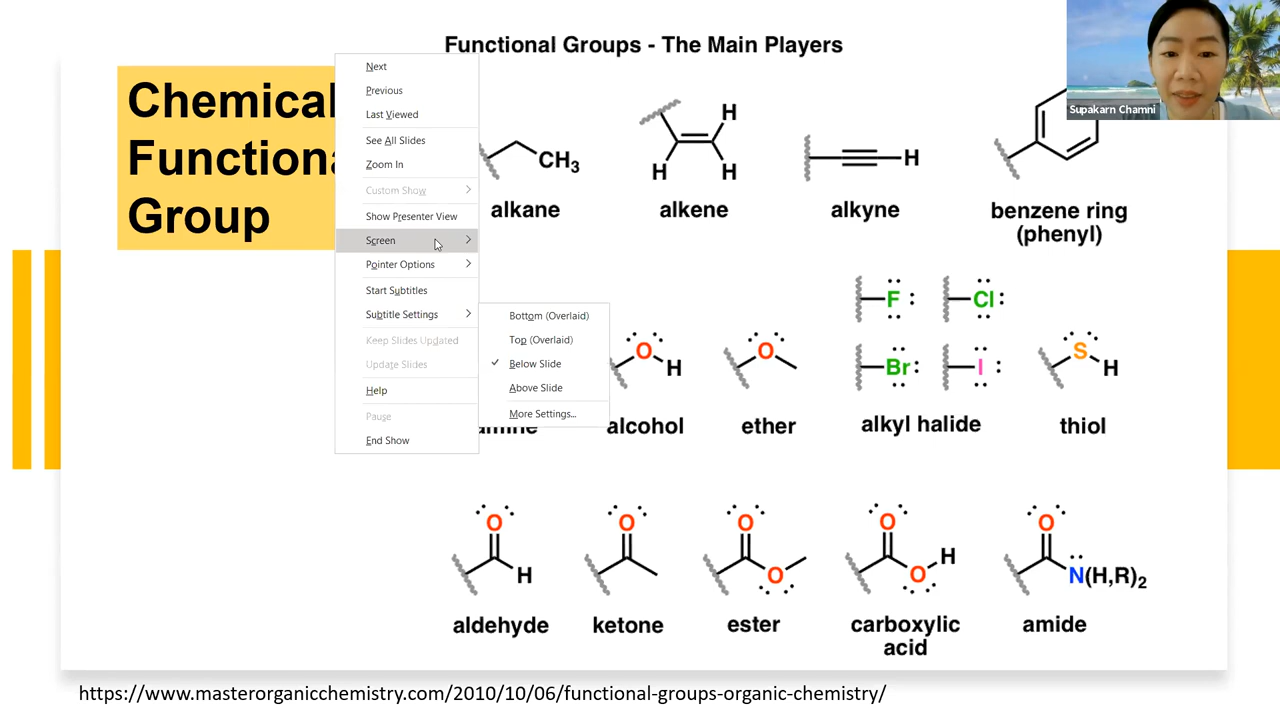 Functional Groups - The Main Players
Supakarn Chamni
Chemical
Functiona
Group
Next
Previous
Last Viewed
See All Slides
Zoom In
Custom Show
Show Presenter View
Screen
Pointer Options
Start Subtitles
Subtitle Settings
Keep Slides Updated
Update Slides
Help
Pause
End Show
Bottom (Overlaid)
Top (Overlaid)
Below Slide
Above Slide
More Settings...
CH3
H
H
H
H
alkane
alkene
alkyne
benzene ring
(phenyl)
F
Cl
O
H
O
Br
I
S
H
amine
alcohol
ether
alkyl halide
thiol
O
H
O
O
O
O
O
H
O
N(H,R)2
aldehyde
ketone
ester
carboxylic
acid
amide
https://www.masterorganicchemistry.com/2010/10/06/functional-groups-organic-chemistry/